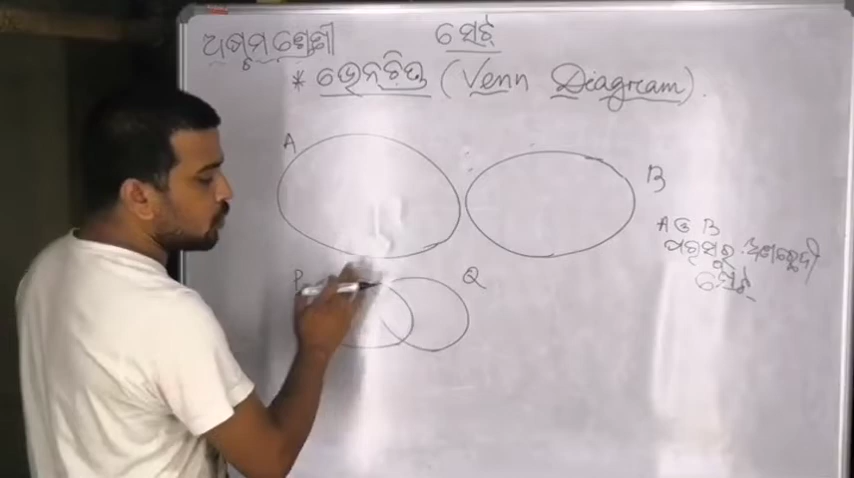 ଅଷ୍ଟମ ଶ୍ରେଣୀ
ସେଟ୍
* ଭେନଚିତ୍ର (Venn Diagram).
A
B
A ଓ B
ପରସ୍ପର ଅଣଛେଦୀ
ସେଟ୍
P
Q